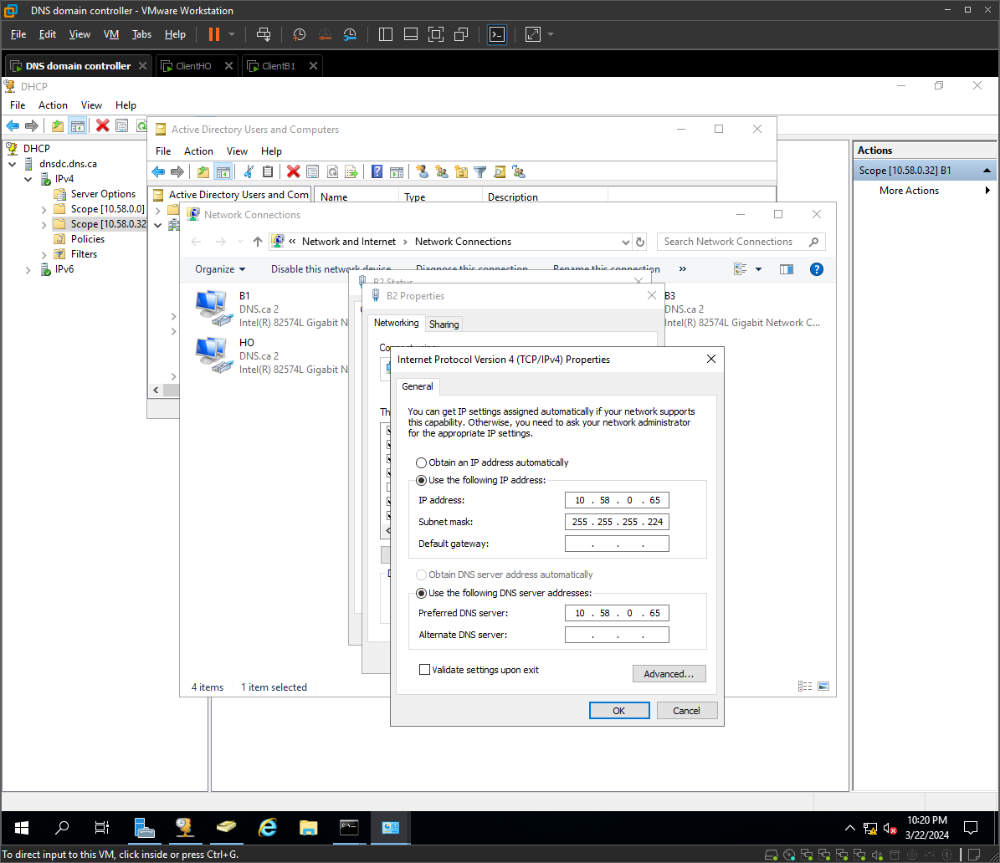 DNS domain controller - VMware Workstation
File Edit View VM Tabs Help
DNS domain controller ClientHO ClientB1
DHCP
File Action View Help
DHCP
dnsdc.dns.ca
IPv4
Server Options
Scope [10.58.0.0]
Scope [10.58.0.32
Policies
Filters
IPv6
Active Directory Users and Computers
File Action View Help
Active Directory Users and Com
Name Type Description
Actions
Scope [10.58.0.32] B1
More Actions
Network Connections
« Network and Internet › Network Connections
Search Network Connections
Organize Disable this network device Diagnose this connection Rename this connection »
B1
DNS.ca 2
Intel(R) 82574L Gigabit N
HO
DNS.ca 2
Intel(R) 82574L Gigabit N
B3
DNS.ca 2
Intel(R) 82574L Gigabit Network C...
4 items 1 item selected
B2 Status
B2 Properties
Networking Sharing
Internet Protocol Version 4 (TCP/IPv4) Properties
General
You can get IP settings assigned automatically if your network supports
this capability. Otherwise, you need to ask your network administrator
for the appropriate IP settings.
Obtain an IP address automatically
Use the following IP address:
IP address: 10 . 58 . 0 . 65
Subnet mask: 255 . 255 . 255 . 224
Default gateway: . . .
Obtain DNS server address automatically
Use the following DNS server addresses:
Preferred DNS server: 10 . 58 . 0 . 65
Alternate DNS server: . . .
Validate settings upon exit
Advanced...
OK Cancel
10:20 PM
3/22/2024
To direct input to this VM, click inside or press Ctrl+G.